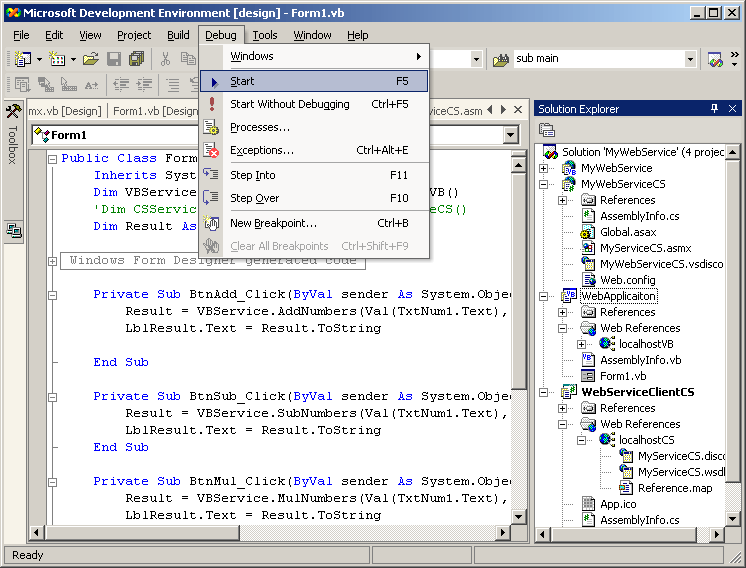 Microsoft Development Environment [design] - Form1.vb
File Edit View Project Build Debug Tools Window Help
sub main
Windows
Start F5
Start Without Debugging Ctrl+F5
Processes...
Exceptions... Ctrl+Alt+E
Step Into F11
Step Over F10
New Breakpoint... Ctrl+B
Clear All Breakpoints Ctrl+Shift+F9
Toolbox
mx.vb [Design] Form1.vb [Design] viceCS.asm
Form1
Public Class Form
Inherits Syst
Dim VBService VB()
'Dim CSServic eCS()
Dim Result As
Windows Form Designer generated code
Private Sub BtnAdd_Click(ByVal sender As System.Obje
Result = VBService.AddNumbers(Val(TxtNum1.Text),
LblResult.Text = Result.ToString
End Sub
Private Sub BtnSub_Click(ByVal sender As System.Obje
Result = VBService.SubNumbers(Val(TxtNum1.Text),
LblResult.Text = Result.ToString
End Sub
Private Sub BtnMul_Click(ByVal sender As System.Obje
Result = VBService.MulNumbers(Val(TxtNum1.Text),
LblResult.Text = Result.ToString
Solution Explorer
Solution 'MyWebService' (4 projec
MyWebService
MyWebServiceCS
References
AssemblyInfo.cs
Global.asax
MyServiceCS.asmx
MyWebServiceCS.vsdisco
Web.config
WebApplicaiton
References
Web References
localhostVB
AssemblyInfo.vb
Form1.vb
WebServiceClientCS
References
Web References
localhostCS
MyServiceCS.disco
MyServiceCS.wsdl
Reference.map
App.ico
AssemblyInfo.cs
Ready